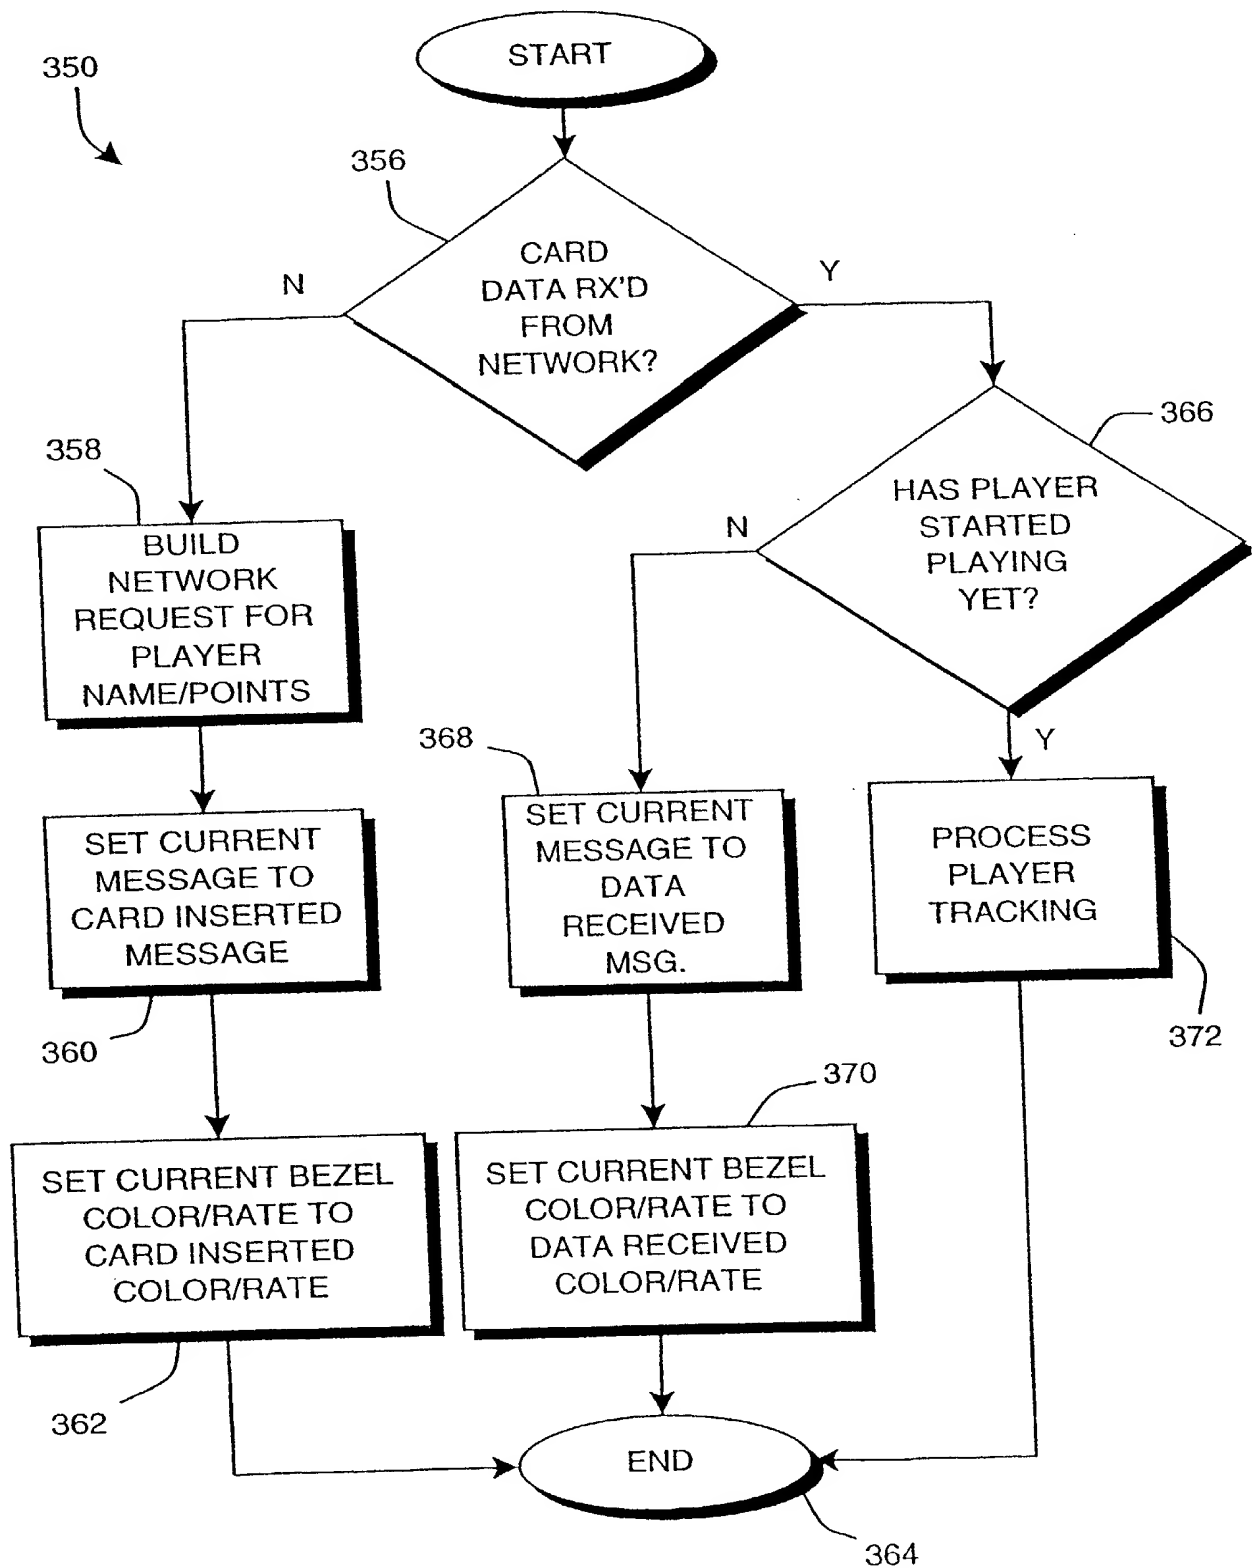 START
350
356
CARD
DATA RX'D
FROM
NETWORK?
N
Y
366
358
HAS PLAYER
STARTED
PLAYING
YET?
N
Y
BUILD
NETWORK
REQUEST FOR
PLAYER
NAME/POINTS
368
SET CURRENT
MESSAGE TO
DATA
RECEIVED
MSG.
PROCESS
PLAYER
TRACKING
372
SET CURRENT
MESSAGE TO
CARD INSERTED
MESSAGE
360
370
SET CURRENT BEZEL
COLOR/RATE TO
CARD INSERTED
COLOR/RATE
SET CURRENT BEZEL
COLOR/RATE TO
DATA RECEIVED
COLOR/RATE
362
END
364